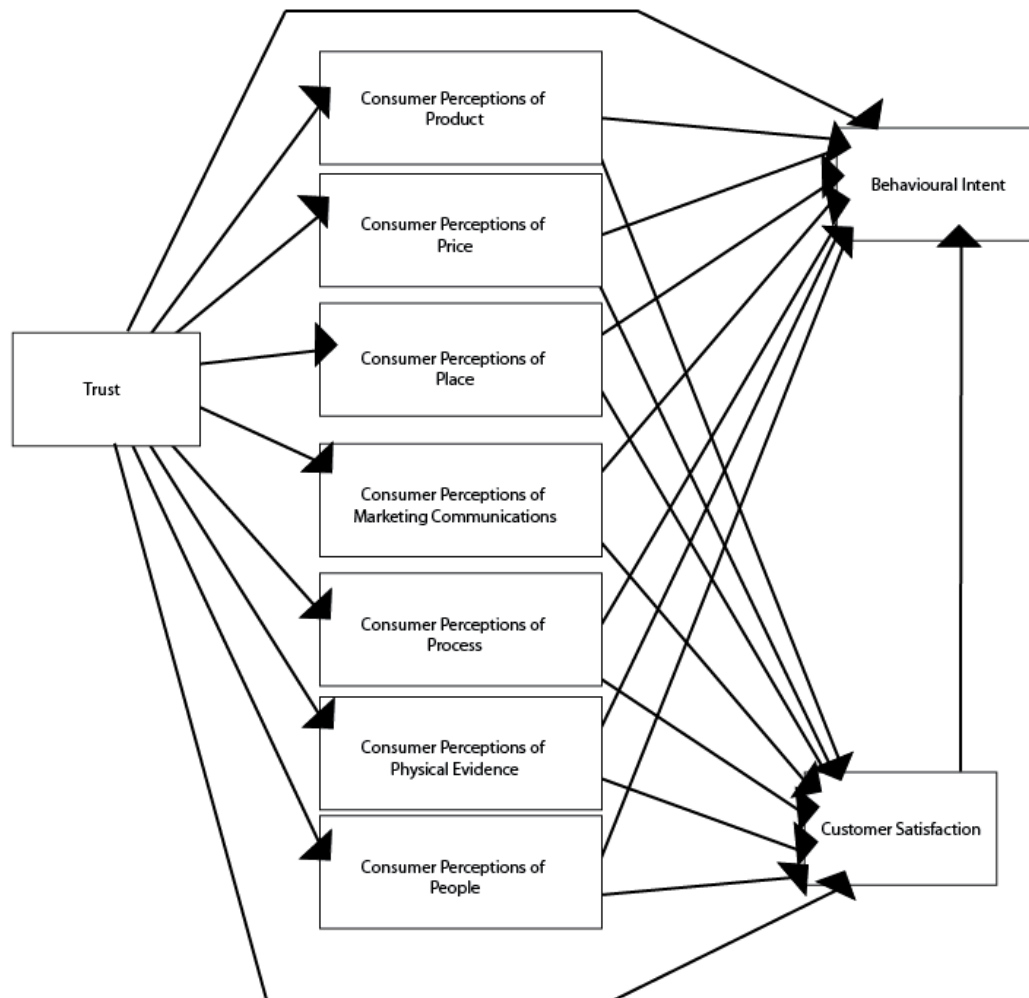 Consumer Perceptions of
Product
Behavioural Intent
Consumer Perceptions of
Price
Consumer Perceptions of
Place
Trust
Consumer Perceptions of
Marketing Communications
Consumer Perceptions of
Process
Consumer Perceptions of
Physical Evidence
Customer Satisfaction
Consumer Perceptions of
People